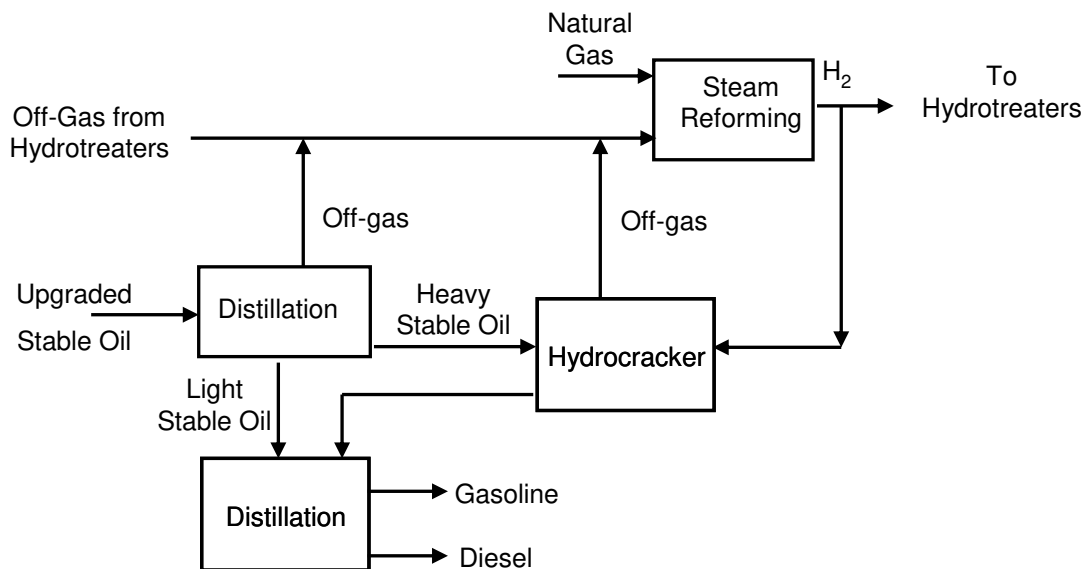 Natural
Gas
Steam
Reforming
H2
To
Hydrotreaters
Off-Gas from
Hydrotreaters
Off-gas
Off-gas
Upgraded
Stable Oil
Distillation
Heavy
Stable Oil
Hydrocracker
Light
Stable Oil
Distillation
Gasoline
Diesel